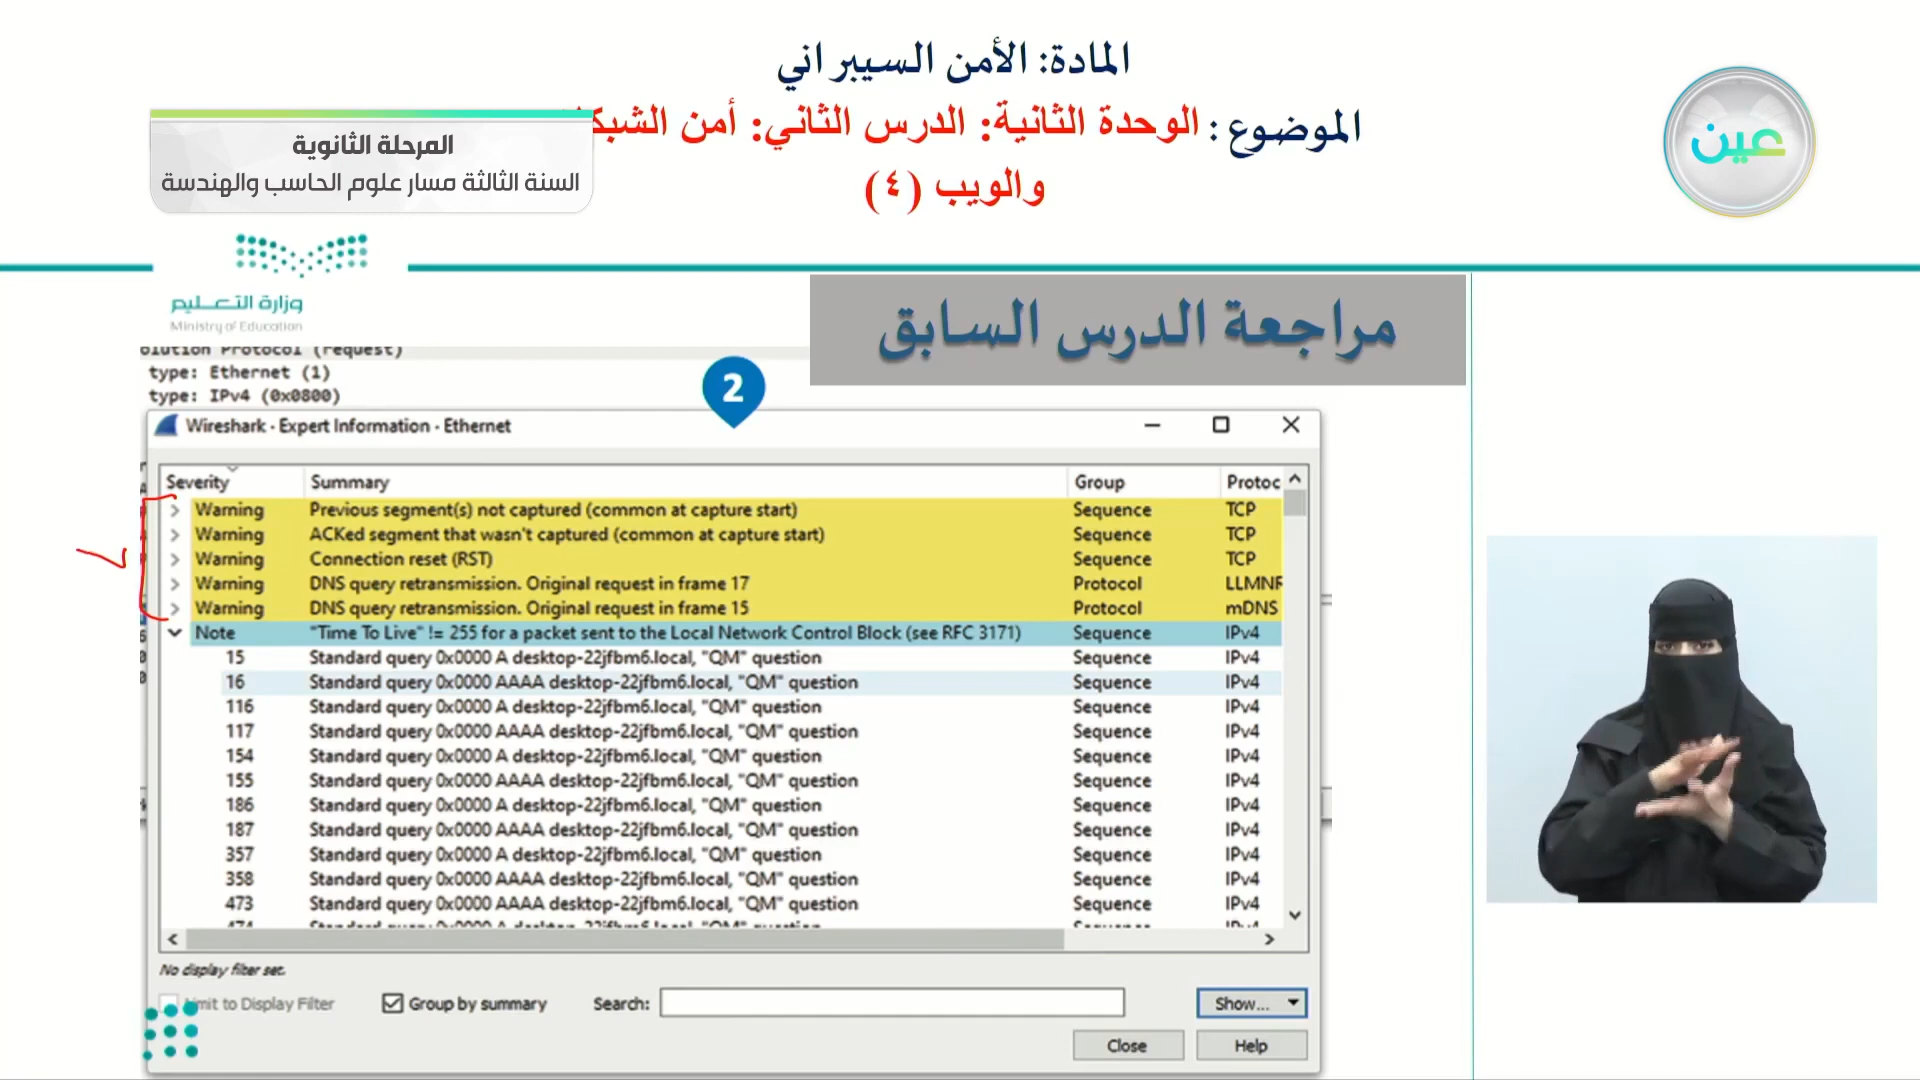 المادة: الأمن السيبراني
الموضوع: الوحدة الثانية: الدرس الثاني: أمن
والويب (٤)
المرحلة الثانوية
السنة الثالثة مسار علوم الحاسب والهندسة
عين
وزارة التعليم
Ministry of Education
مراجعة الدرس السابق
olution Protocol (request)
type: Ethernet (1)
type: IPv4 (0x0800)
2
Wireshark · Expert Information · Ethernet
Severity Summary Group Protoc
Warning Previous segment(s) not captured (common at capture start) Sequence TCP
Warning ACKed segment that wasn't captured (common at capture start) Sequence TCP
Warning Connection reset (RST) Sequence TCP
Warning DNS query retransmission. Original request in frame 17 Protocol LLMNR
Warning DNS query retransmission. Original request in frame 15 Protocol mDNS
Note "Time To Live" != 255 for a packet sent to the Local Network Control Block (see RFC 3171) Sequence IPv4
15 Standard query 0x0000 A desktop-22jfbm6.local, "QM" question Sequence IPv4
16 Standard query 0x0000 AAAA desktop-22jfbm6.local, "QM" question Sequence IPv4
116 Standard query 0x0000 A desktop-22jfbm6.local, "QM" question Sequence IPv4
117 Standard query 0x0000 AAAA desktop-22jfbm6.local, "QM" question Sequence IPv4
154 Standard query 0x0000 A desktop-22jfbm6.local, "QM" question Sequence IPv4
155 Standard query 0x0000 AAAA desktop-22jfbm6.local, "QM" question Sequence IPv4
186 Standard query 0x0000 A desktop-22jfbm6.local, "QM" question Sequence IPv4
187 Standard query 0x0000 AAAA desktop-22jfbm6.local, "QM" question Sequence IPv4
357 Standard query 0x0000 A desktop-22jfbm6.local, "QM" question Sequence IPv4
358 Standard query 0x0000 AAAA desktop-22jfbm6.local, "QM" question Sequence IPv4
473 Standard query 0x0000 AAAA desktop-22jfbm6.local, "QM" question Sequence IPv4
No display filter set.
to Display Filter Group by summary Search: Show...
Close Help